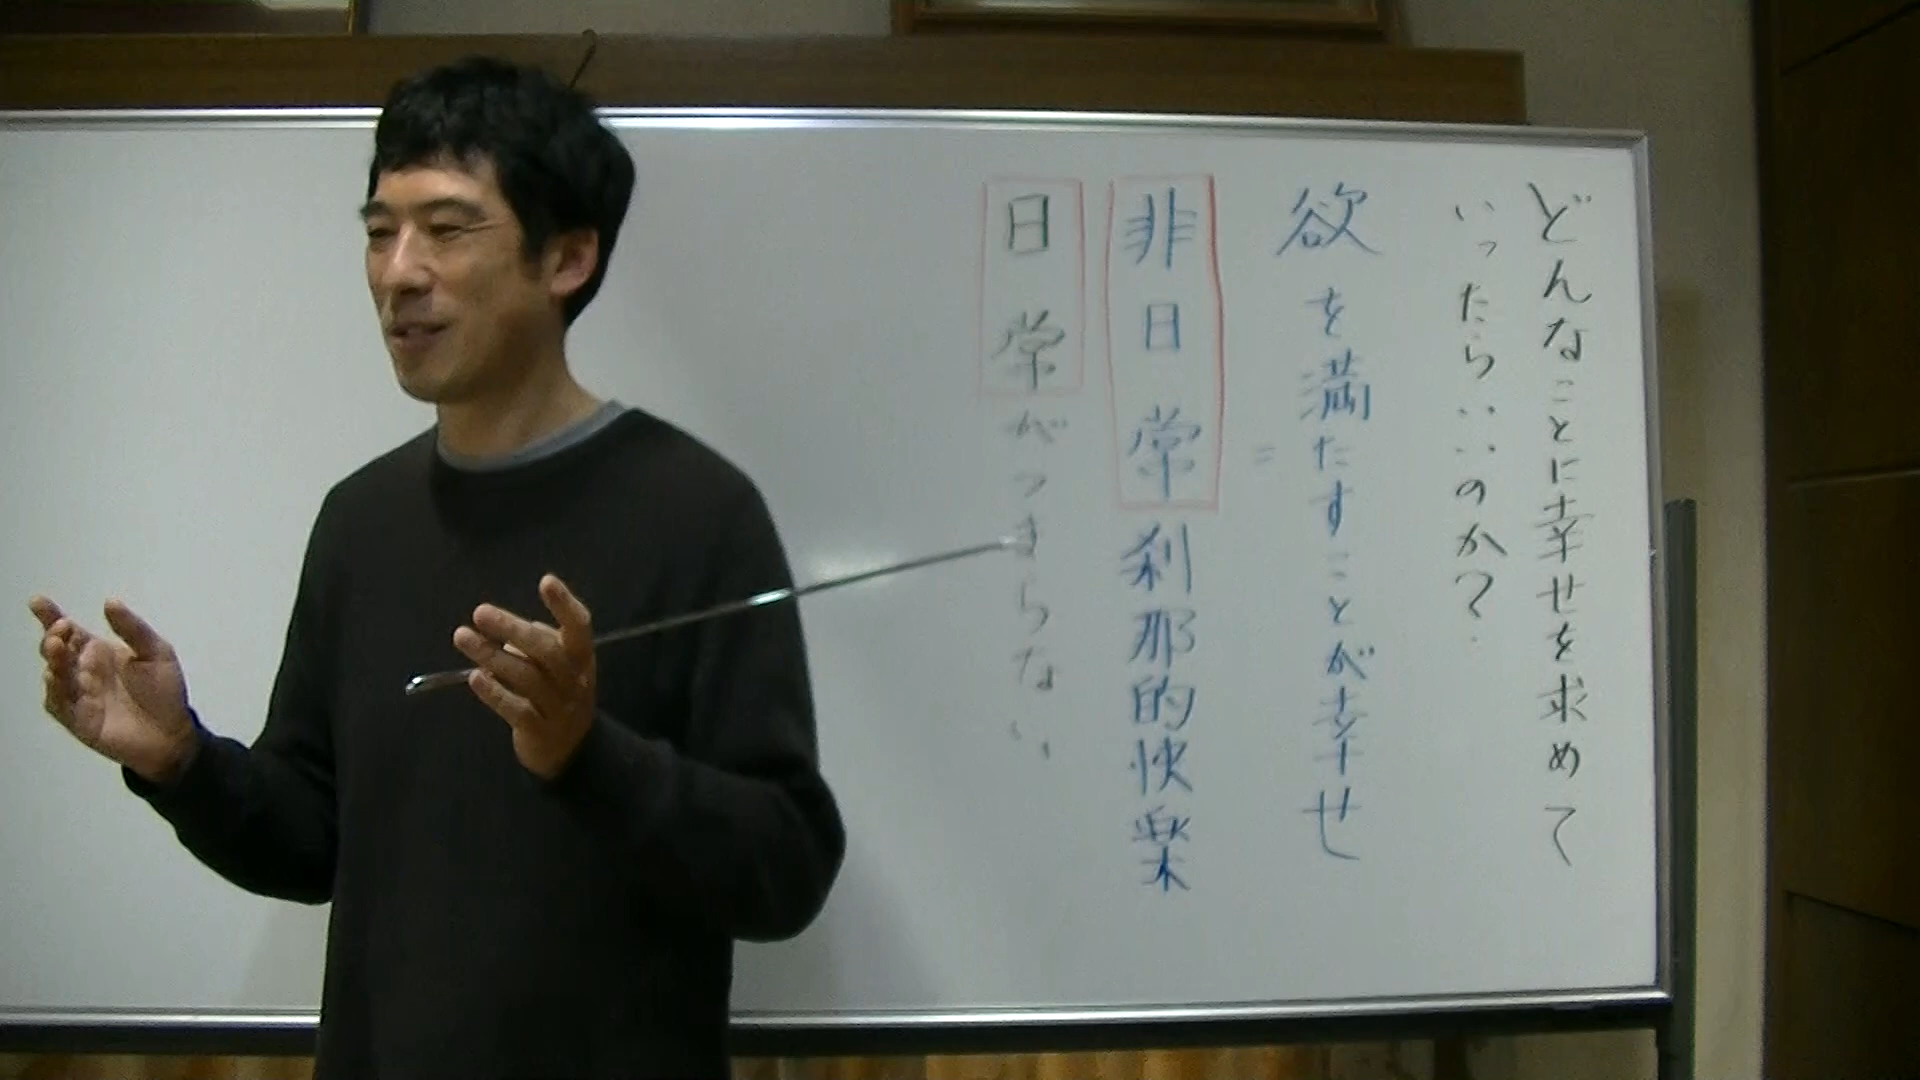 どんなことに幸せを求めて
いったらいいのか?
欲を満たすことが幸せ
=
非日常刹那的快楽
日常がつまらない